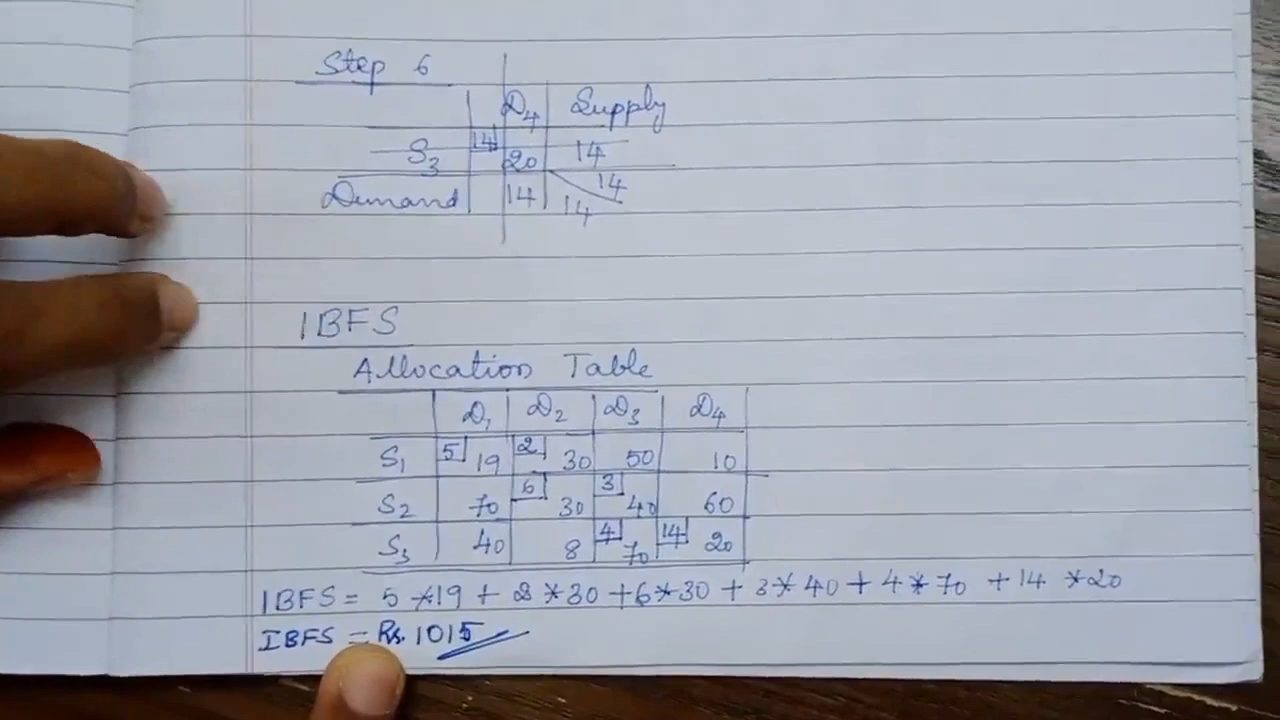 Step 6
D4 Supply
S3 14 20 14
Demand 14 14 14
IBFS
Allocation Table
D1 D2 D3 D4
S1 5 19 2 30 50 10
S2 70 6 30 3 40 60
S3 40 8 4 70 14 20
IBFS = 5 * 19 + 2 * 30 + 6 * 30 + 3 * 40 + 4 * 70 + 14 * 20
IBFS = Rs. 1015